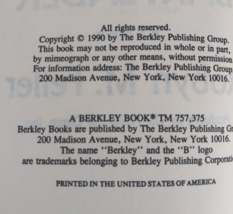 All rights reserved.
Copyright © 1990 by The Berkley Publishing Group.
This book may not be reproduced in whole or in part,
by mimeograph or any other means, without permission.
For information address: The Berkley Publishing Group,
200 Madison Avenue, New York, New York 10016.
A BERKLEY BOOK® TM 757,375
Berkley Books are published by The Berkley Publishing Gr
200 Madison Avenue, New York, New York 10016.
The name "Berkley" and the "B" logo
are trademarks belonging to Berkley Publishing Corporati
PRINTED IN THE UNITED STATES OF AMERICA